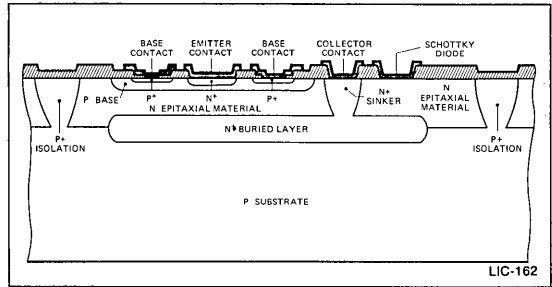 BASE CONTACT
EMITTER CONTACT
BASE CONTACT
COLLECTOR CONTACT
SCHOTTKY DIODE
P BASE
P+
N+
P+
N+ SINKER
N EPITAXIAL MATERIAL
N EPITAXIAL MATERIAL
N+ BURIED LAYER
P+ ISOLATION
P+ ISOLATION
P SUBSTRATE
LIC-162